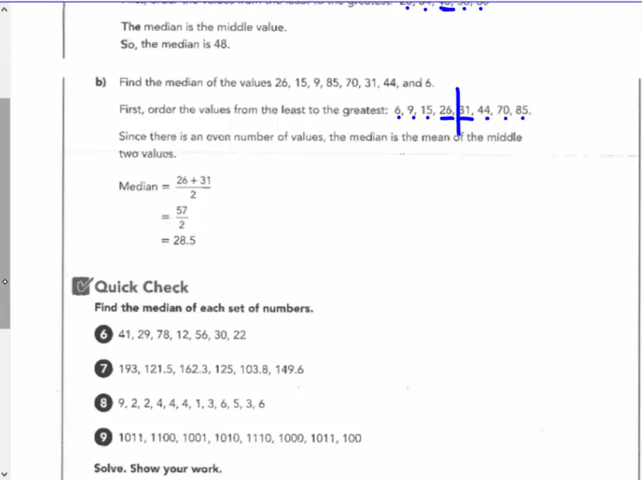 The median is the middle value.
So, the median is 48.
b) Find the median of the values 26, 15, 9, 85, 70, 31, 44, and 6.
First, order the values from the least to the greatest: 6, 9, 15, 26, 31, 44, 70, 85.
Since there is an even number of values, the median is the mean of the middle
two values.
Median = 26 + 31
2
= 57
2
= 28.5
Quick Check
Find the median of each set of numbers.
6 41, 29, 78, 12, 56, 30, 22
7 193, 121.5, 162.3, 125, 103.8, 149.6
8 9, 2, 2, 4, 4, 4, 1, 3, 6, 5, 3, 6
9 1011, 1100, 1001, 1010, 1110, 1000, 1011, 100
Solve. Show your work.